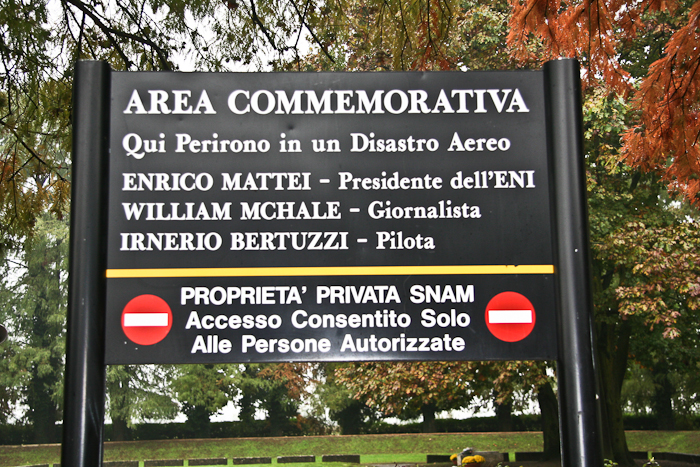 AREA COMMEMORATIVA
Qui Perirono in un Disastro Aereo
ENRICO MATTEI – Presidente dell'ENI
WILLIAM MCHALE – Giornalista
IRNERIO BERTUZZI – Pilota
PROPRIETA' PRIVATA SNAM
Accesso Consentito Solo
Alle Persone Autorizzate